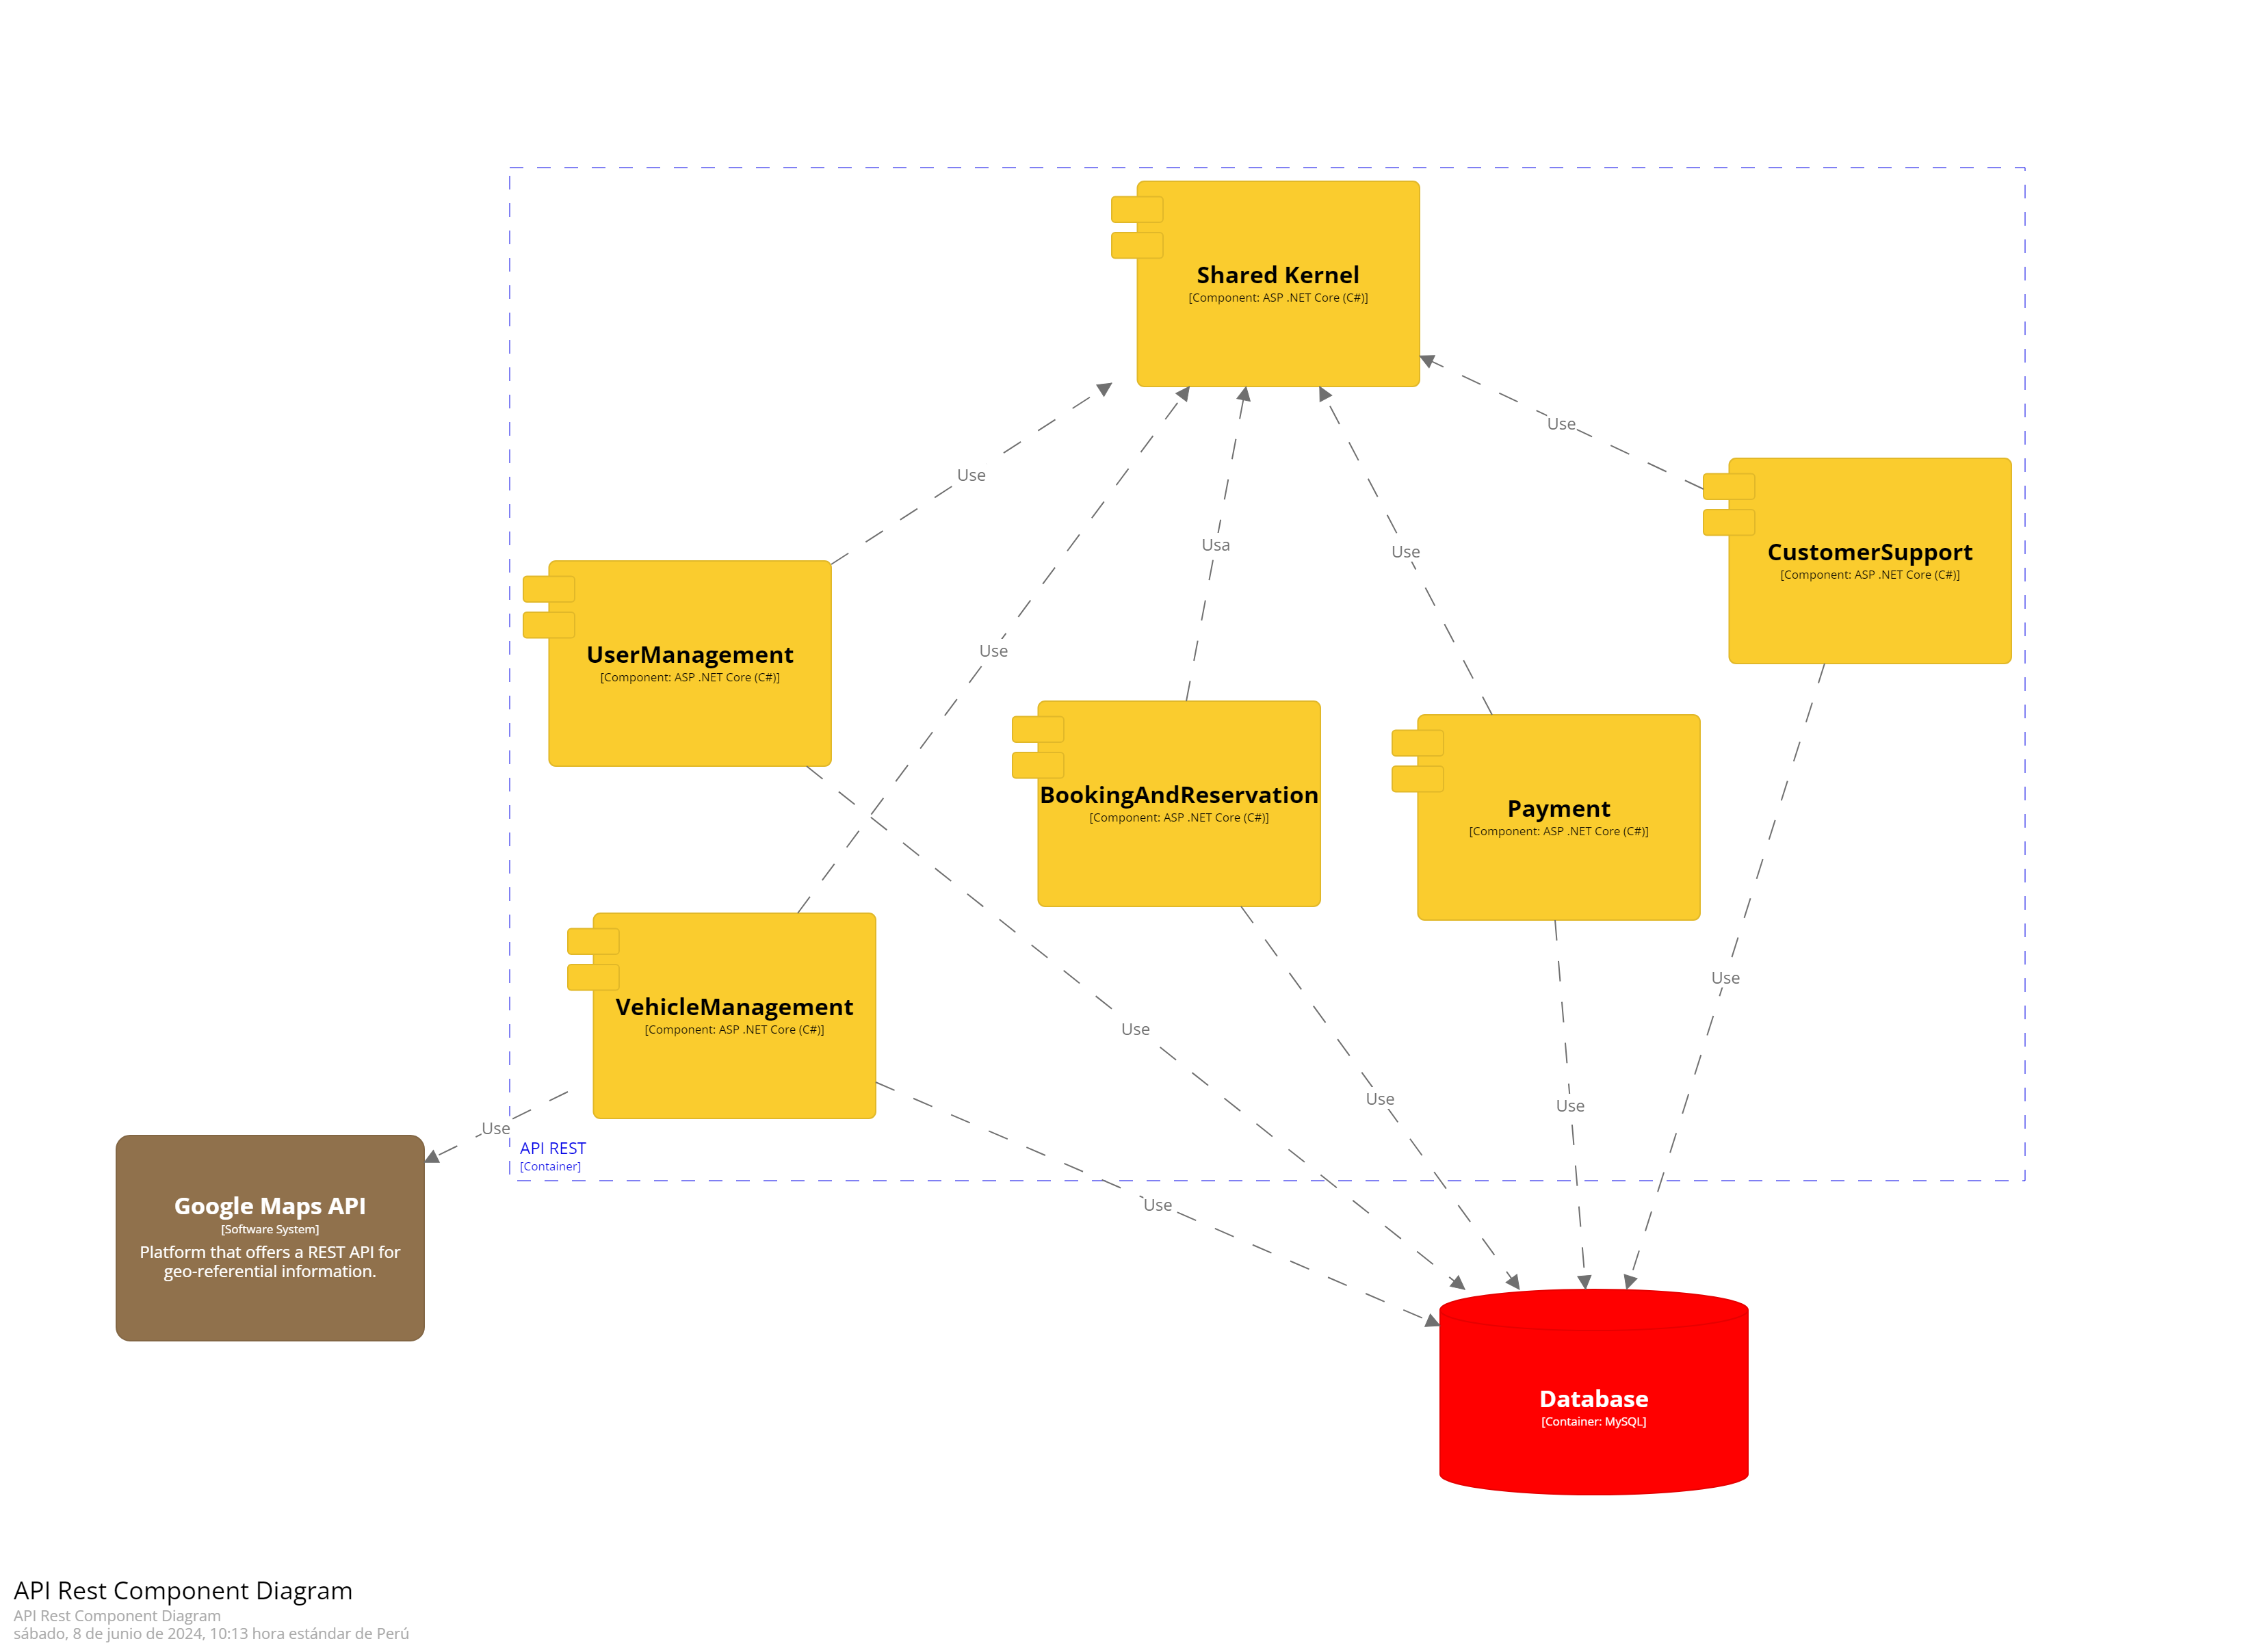 Shared Kernel
[Component: ASP .NET Core (C#)]
Use
Use
CustomerSupport
[Component: ASP .NET Core (C#)]
Usa
Use
UserManagement
[Component: ASP .NET Core (C#)]
Use
BookingAndReservation
[Component: ASP .NET Core (C#)]
Payment
[Component: ASP .NET Core (C#)]
Use
VehicleManagement
[Component: ASP .NET Core (C#)]
Use
Use
Use
Use
API REST
[Container]
Use
Google Maps API
[Software System]
Platform that offers a REST API for
geo-referential information.
Database
[Container: MySQL]
API Rest Component Diagram
API Rest Component Diagram
sábado, 8 de junio de 2024, 10:13 hora estándar de Perú